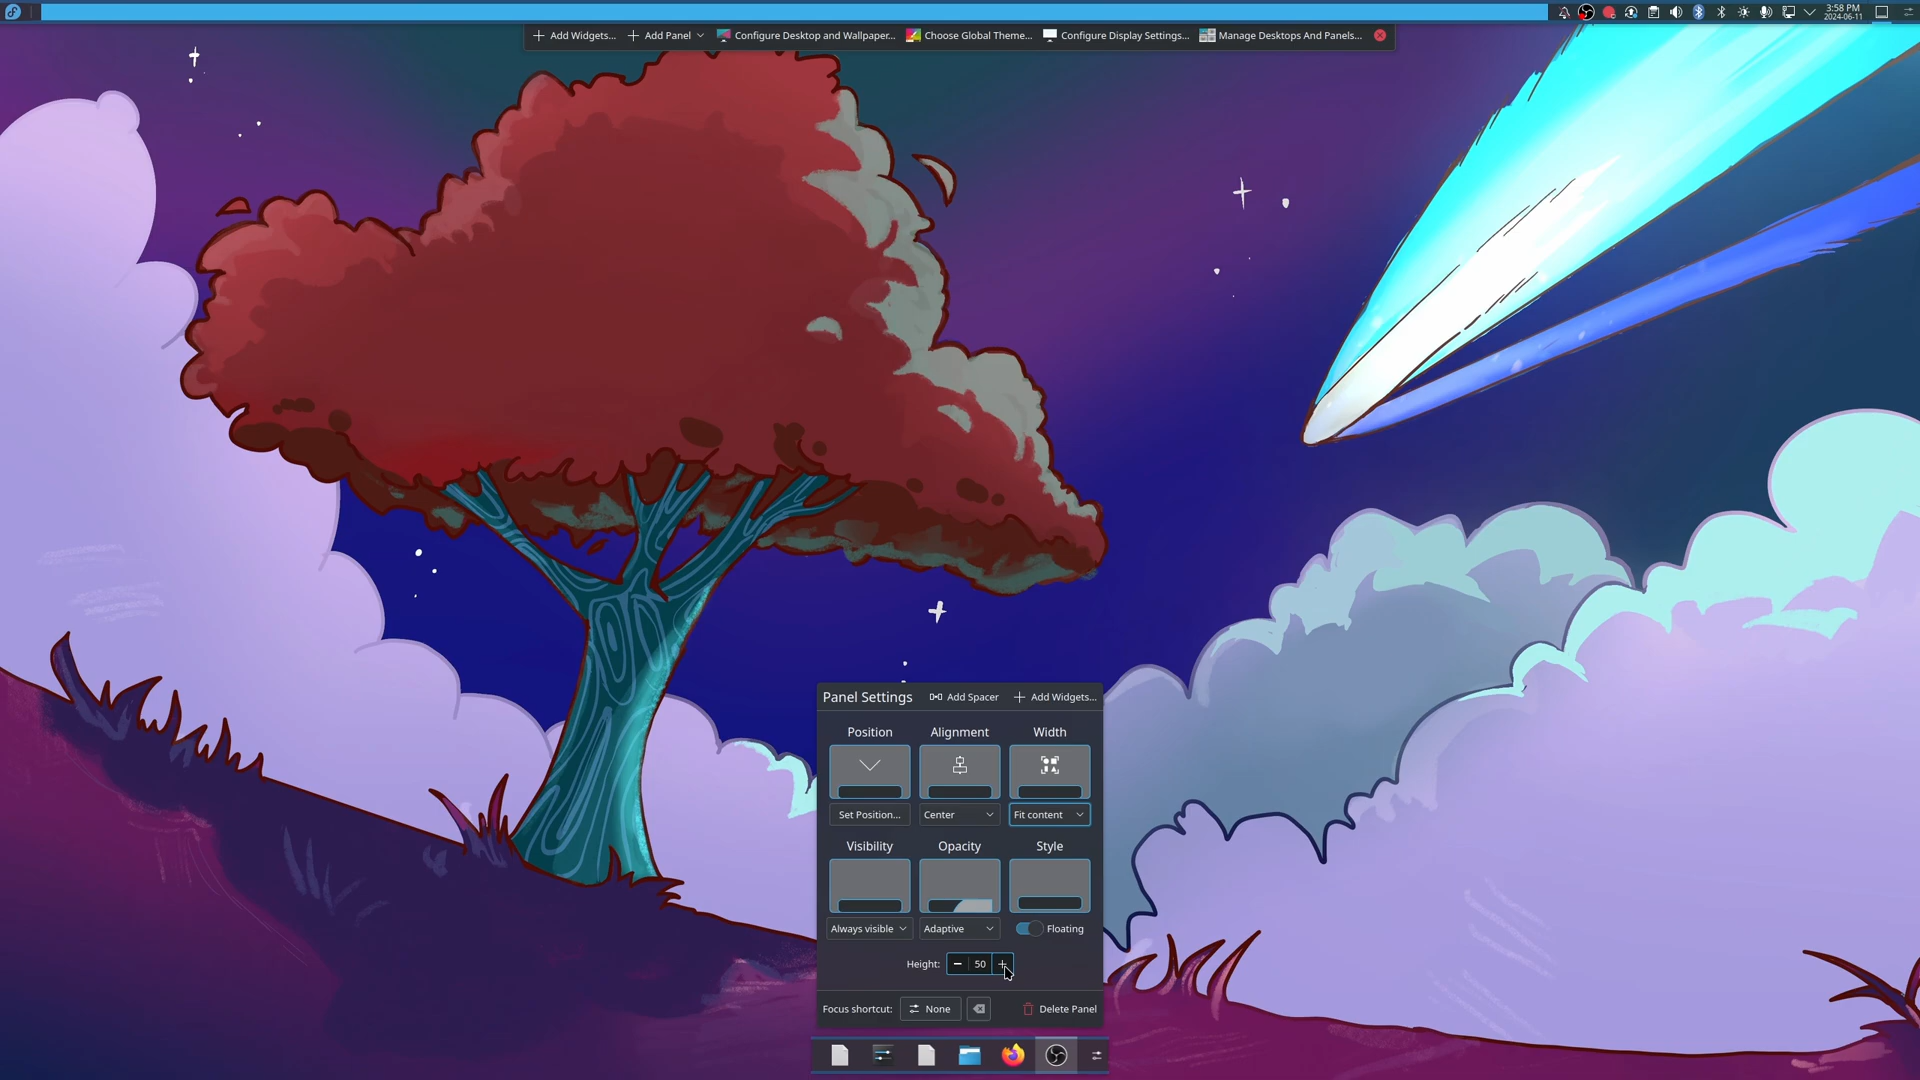 3:58 PM
2024-06-11
Add Widgets... Add Panel Configure Desktop and Wallpaper... Choose Global Theme... Configure Display Settings... Manage Desktops And Panels...
Panel Settings Add Spacer Add Widgets...
Position Alignment Width
Set Position... Center Fit content
Visibility Opacity Style
Always visible Adaptive Floating
Height: 50
Focus shortcut: None Delete Panel